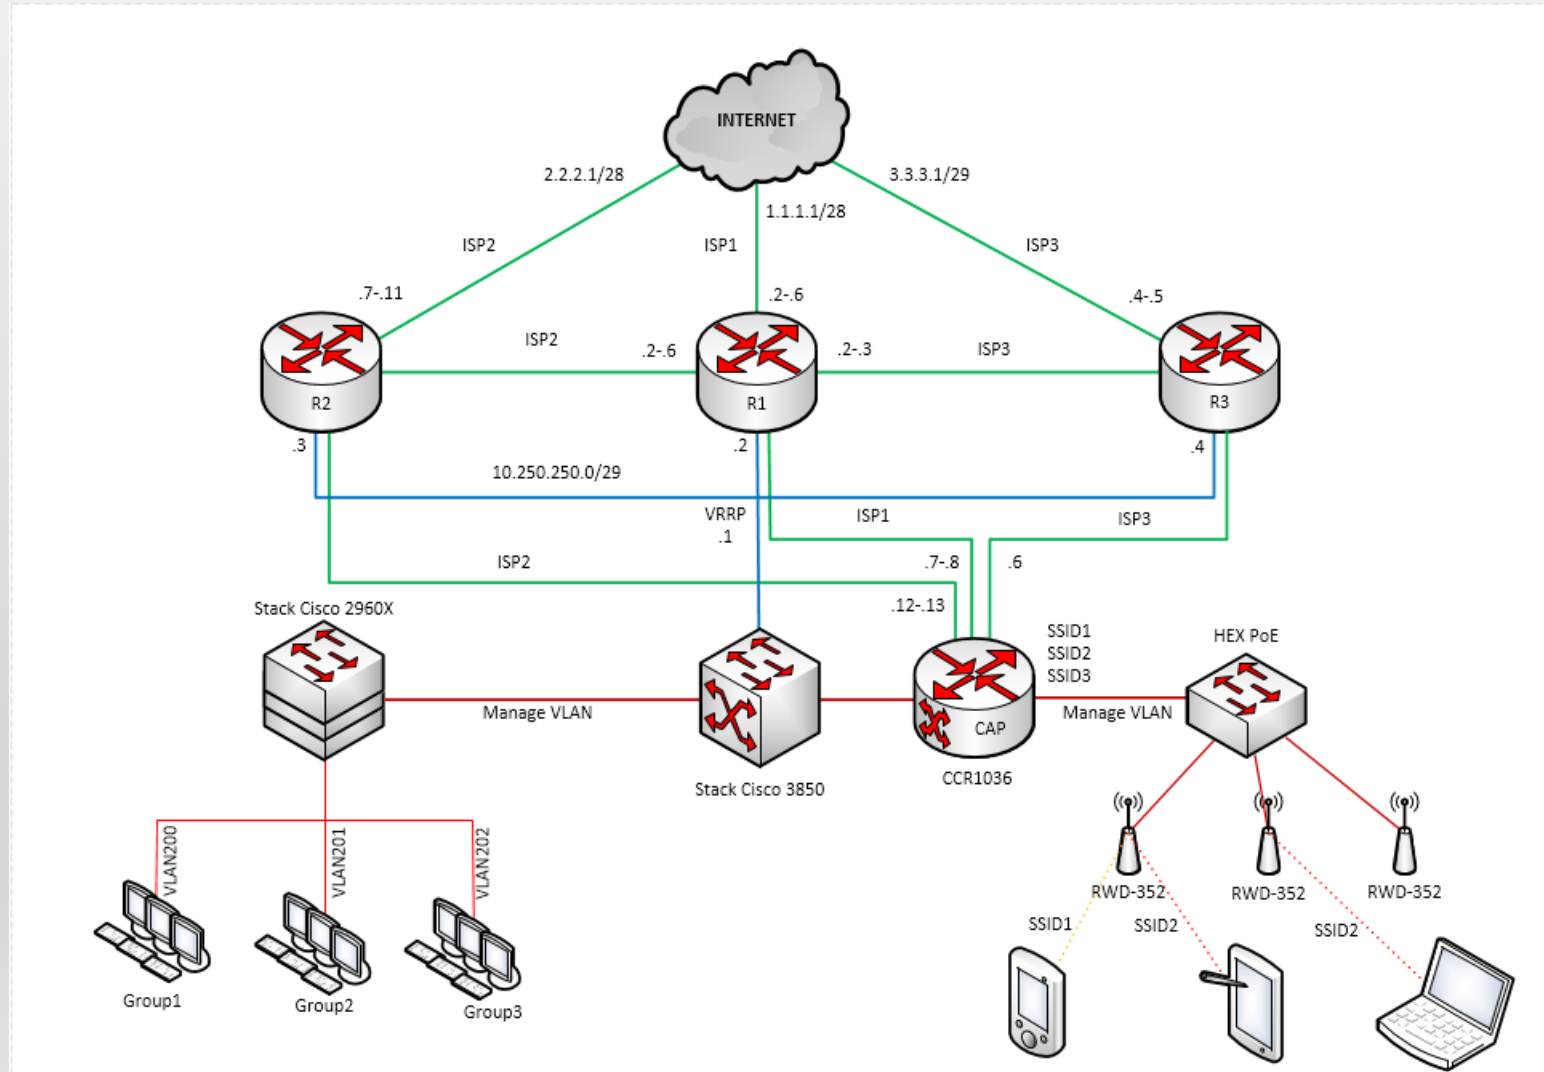 INTERNET
2.2.2.1/28
3.3.3.1/29
1.1.1.1/28
ISP2
ISP1
ISP3
.7-.11
.2-.6
.4-.5
ISP2
.2-.6
.2-.3
ISP3
R2
R1
R3
.3
.2
.4
10.250.250.0/29
VRRP
.1
ISP1
ISP3
ISP2
.7-.8
.6
.12-.13
Stack Cisco 2960X
SSID1
SSID2
SSID3
HEX PoE
Manage VLAN
Manage VLAN
CAP
CCR1036
Stack Cisco 3850
VLAN200
VLAN201
VLAN202
RWD-352
RWD-352
RWD-352
SSID1
SSID2
SSID2
Group1
Group2
Group3